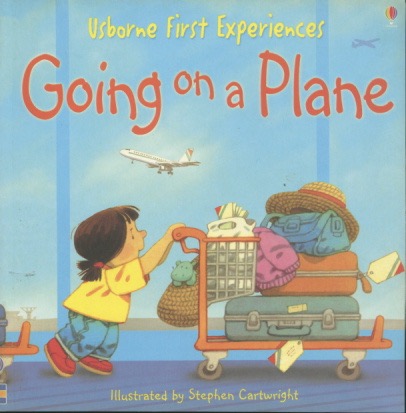 Usborne First Experiences
Going on a Plane
Illustrated by Stephen Cartwright